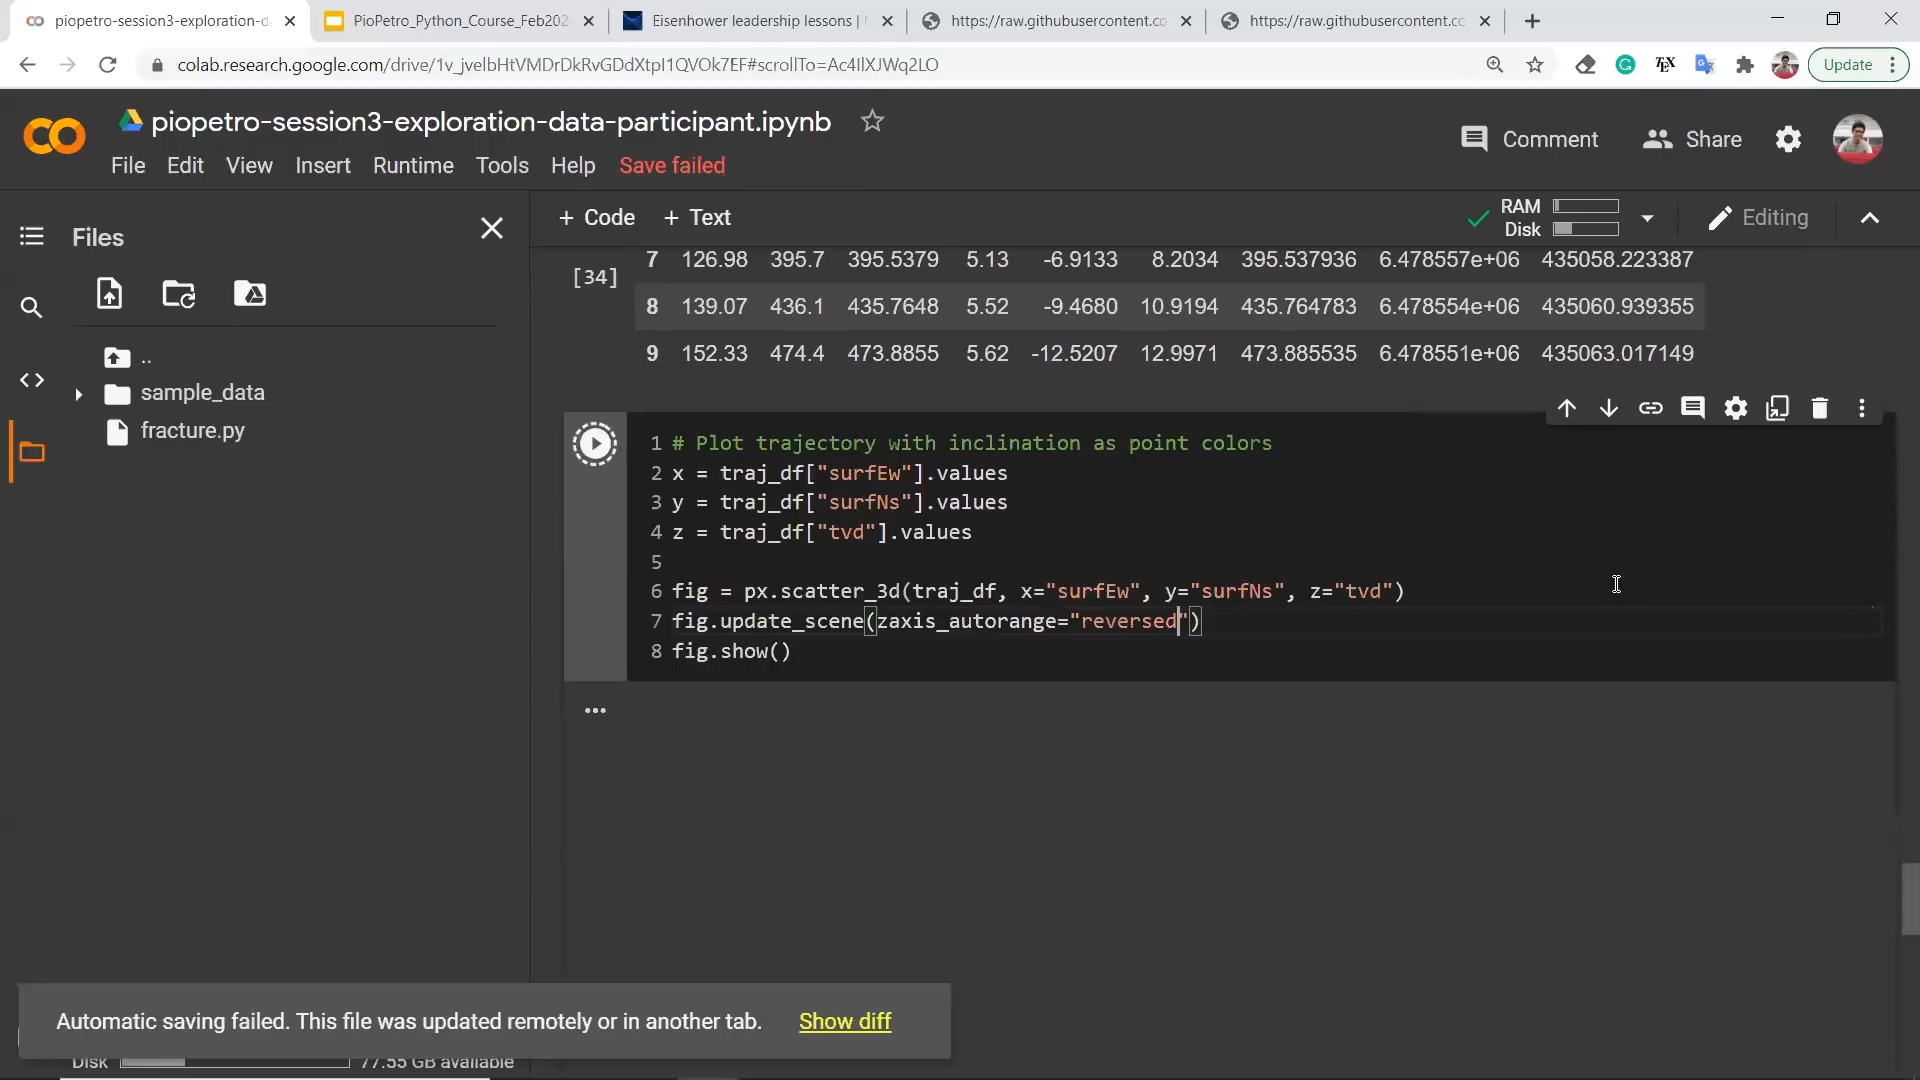 piopetro-session3-exploration-d
PioPetro_Python_Course_Feb202
Eisenhower leadership lessons |
https://raw.githubusercontent.co
https://raw.githubusercontent.cc
colab.research.google.com/drive/1v_jvelbHtVMDrDkRvGDdXtpI1QVOk7EF#scrollTo=Ac4IlXJWq2LO
Update
piopetro-session3-exploration-data-participant.ipynb
Comment
Share
File Edit View Insert Runtime Tools Help Save failed
Files
+ Code + Text
RAM
Disk
Editing
[34]
7 126.98 395.7 395.5379 5.13 -6.9133 8.2034 395.537936 6.478557e+06 435058.223387
8 139.07 436.1 435.7648 5.52 -9.4680 10.9194 435.764783 6.478554e+06 435060.939355
9 152.33 474.4 473.8855 5.62 -12.5207 12.9971 473.885535 6.478551e+06 435063.017149
..
sample_data
fracture.py
1 # Plot trajectory with inclination as point colors
2 x = traj_df["surfEw"].values
3 y = traj_df["surfNs"].values
4 z = traj_df["tvd"].values
5
6 fig = px.scatter_3d(traj_df, x="surfEw", y="surfNs", z="tvd")
7 fig.update_scene(zaxis_autorange="reversed")
8 fig.show()
...
Automatic saving failed. This file was updated remotely or in another tab. Show diff
Disk 77.55 GB available